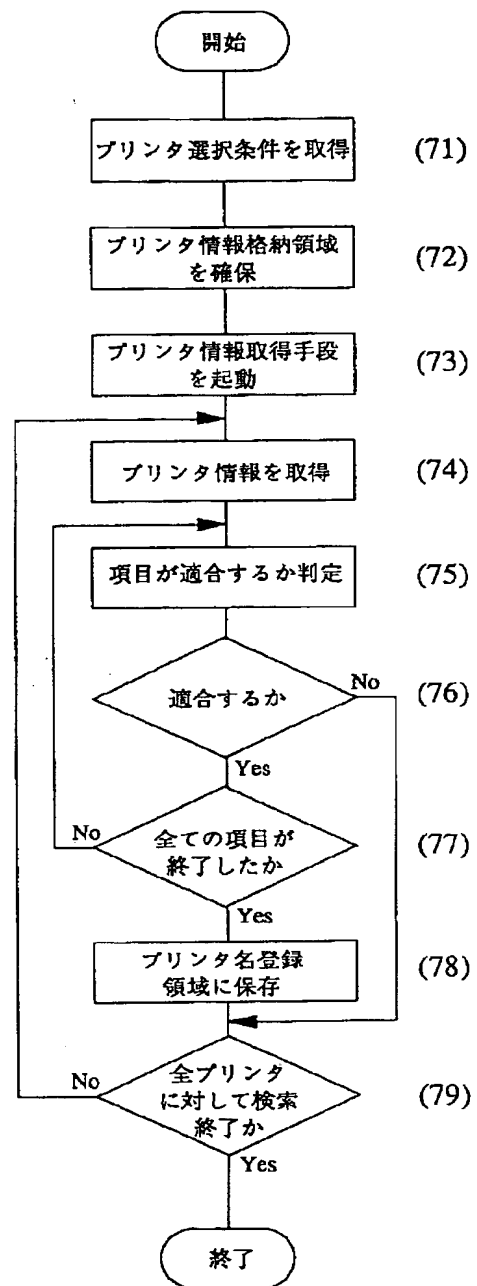 開始
プリンタ選択条件を取得
(71)
プリンタ情報格納領域
を確保
(72)
プリンタ情報取得手段
を起動
(73)
プリンタ情報を取得
(74)
項目が適合するか判定
(75)
適合するか
No
(76)
Yes
No
全ての項目が
終了したか
(77)
Yes
プリンタ名登録
領域に保存
(78)
No
全プリンタ
に対して検索
終了か
(79)
Yes
終了